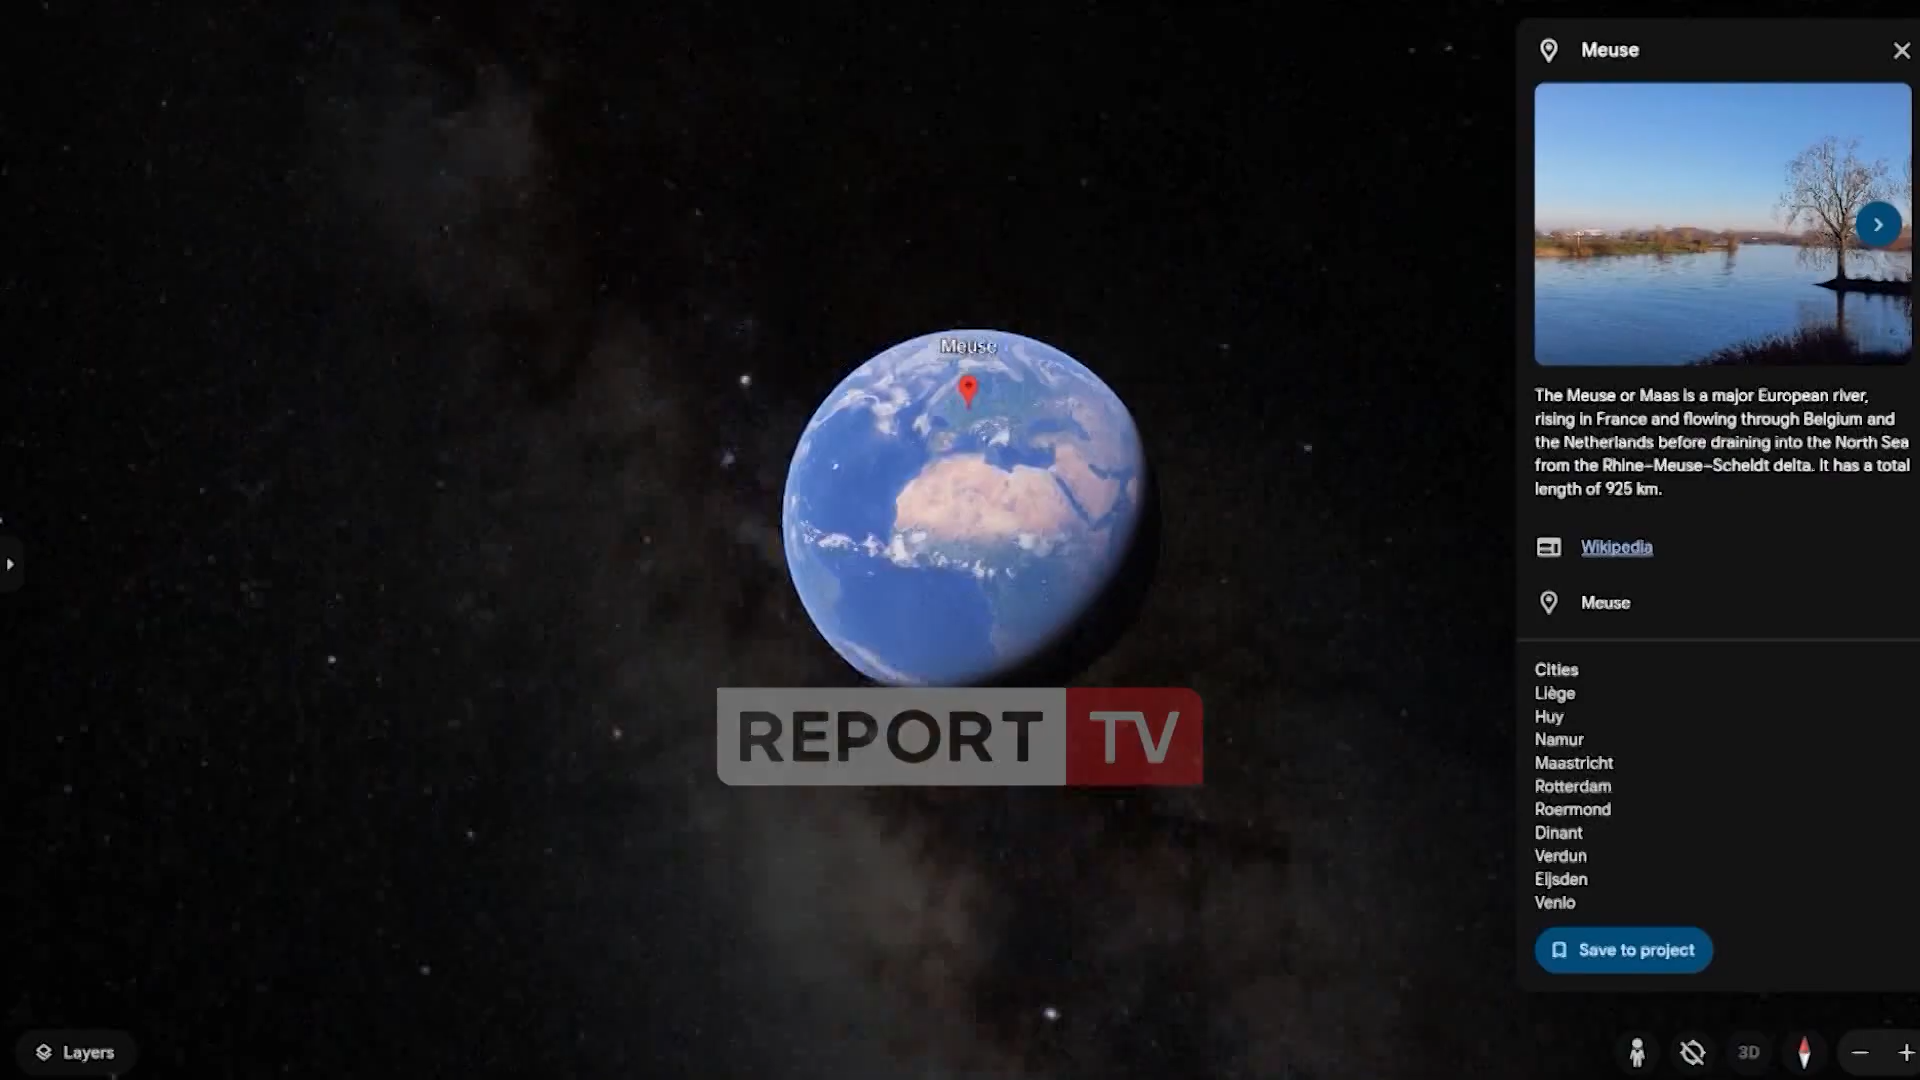 Meuse
Meuse
The Meuse or Maas is a major European river,
rising in France and flowing through Belgium and
the Netherlands before draining into the North Sea
from the Rhine-Meuse-Scheldt delta. It has a total
length of 925 km.
Wikipedia
Meuse
REPORT TV
Cities
Liège
Huy
Namur
Maastricht
Rotterdam
Roermond
Dinant
Verdun
Eijsden
Venlo
Save to project
Layers
3D